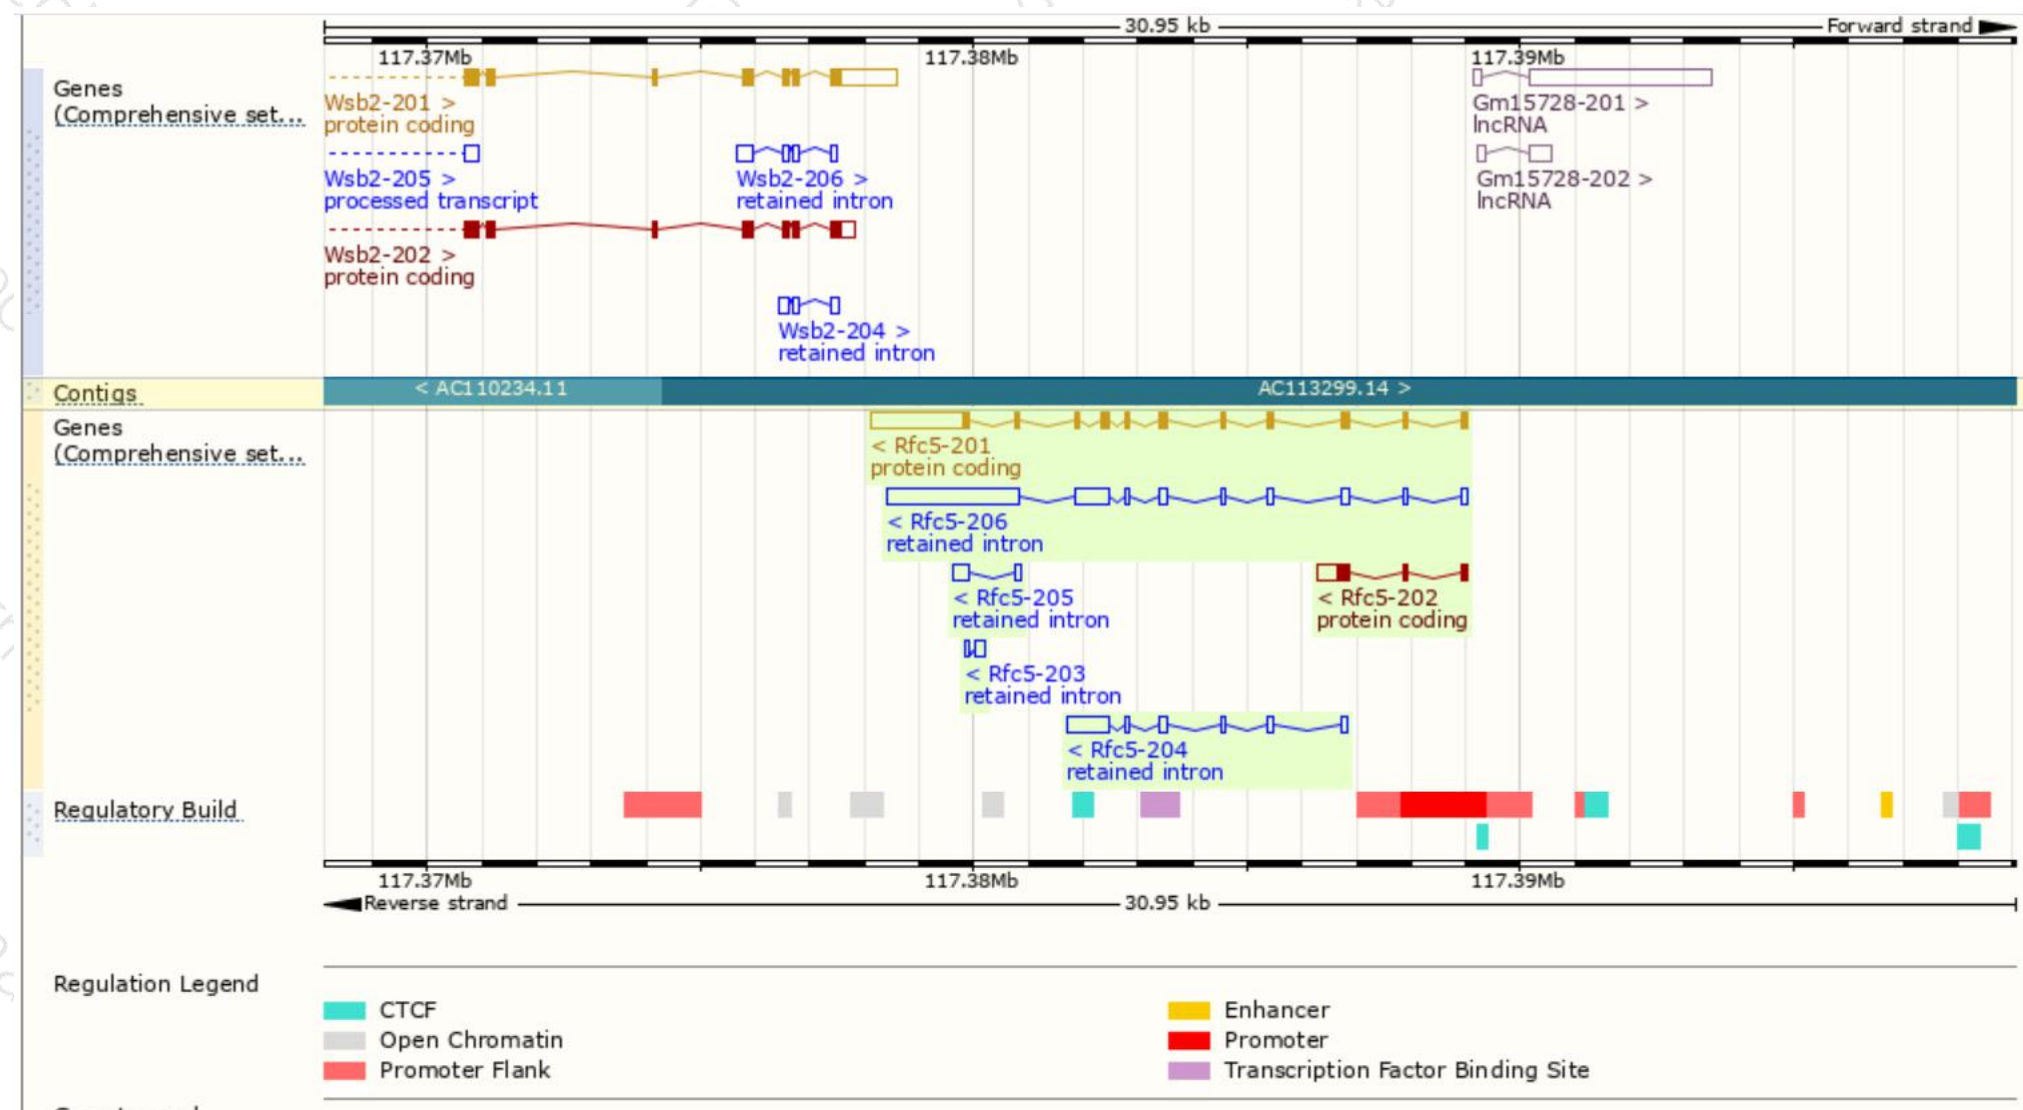 30.95 kb
Forward strand
117.37Mb
117.38Mb
117.39Mb
Genes
(Comprehensive set...
Wsb2-201 >
protein coding
Gm15728-201 >
lncRNA
Wsb2-205 >
processed transcript
Wsb2-206 >
retained intron
Gm15728-202 >
lncRNA
Wsb2-202 >
protein coding
Wsb2-204 >
retained intron
Contigs
< AC110234.11
AC113299.14 >
Genes
(Comprehensive set...
< Rfc5-201
protein coding
< Rfc5-206
retained intron
< Rfc5-205
retained intron
< Rfc5-202
protein coding
< Rfc5-203
retained intron
< Rfc5-204
retained intron
Regulatory Build
117.37Mb
117.38Mb
117.39Mb
Reverse strand
30.95 kb
Regulation Legend
CTCF
Enhancer
Open Chromatin
Promoter
Promoter Flank
Transcription Factor Binding Site